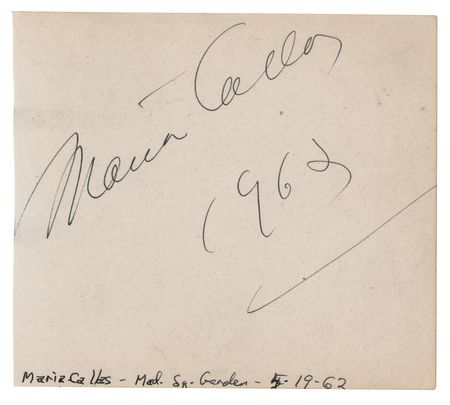 Maria Callas
1962
Maria Callas - Mad. Sq. Garden - 5-19-62